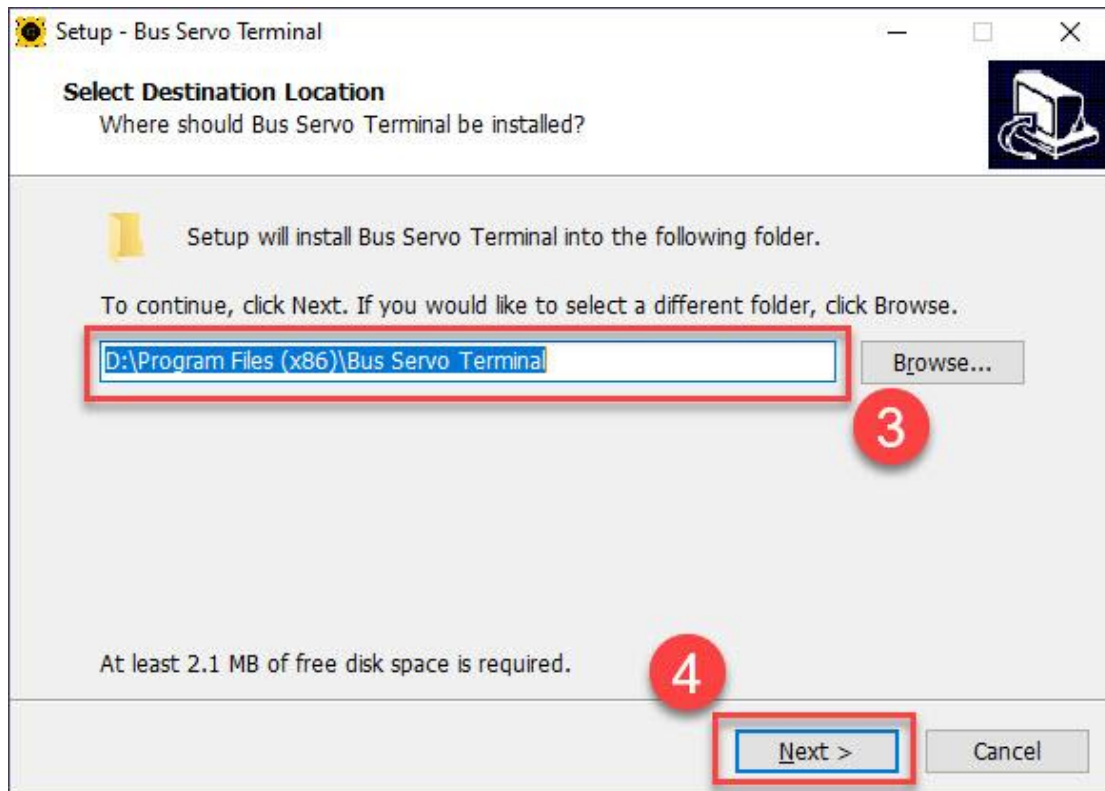 Setup - Bus Servo Terminal
Select Destination Location
Where should Bus Servo Terminal be installed?
Setup will install Bus Servo Terminal into the following folder.
To continue, click Next. If you would like to select a different folder, click Browse.
D:\Program Files (x86)\Bus Servo Terminal
Browse...
3
At least 2.1 MB of free disk space is required.
4
Next >
Cancel